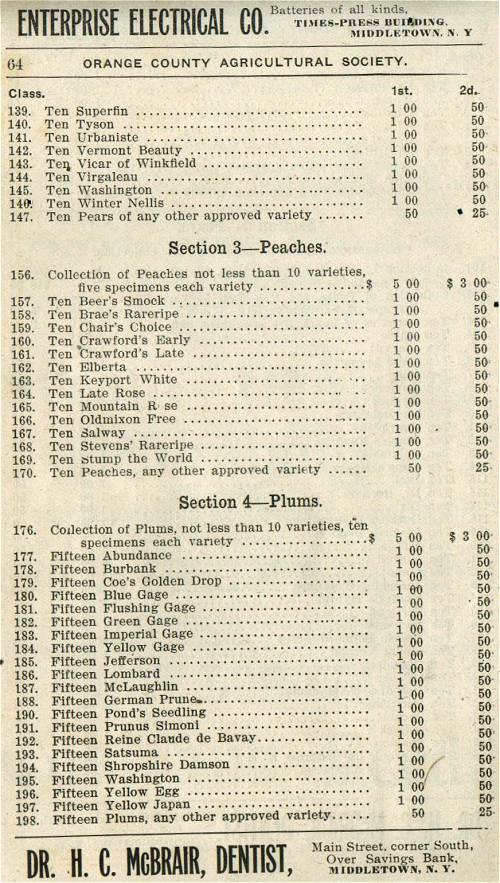 ENTERPRISE ELECTRICAL CO. Batteries of all kinds,
TIMES-PRESS BUILDING,
MIDDLETOWN, N. Y
64 ORANGE COUNTY AGRICULTURAL SOCIETY.
Class. 1st. 2d.
139. Ten Superfin 1 00 50
140. Ten Tyson 1 00 50
141. Ten Urbaniste 1 00 50
142. Ten Vermont Beauty 1 00 50
143. Ten Vicar of Winkfield 1 00 50
144. Ten Virgaleau 1 00 50
145. Ten Washington 1 00 50
146. Ten Winter Nellis 1 00 50
147. Ten Pears of any other approved variety 50 25
Section 3—Peaches.
156. Collection of Peaches not less than 10 varieties,
five specimens each variety $ 5 00 $ 3 00
157. Ten Beer's Smock 1 00 50
158. Ten Brae's Rareripe 1 00 50
159. Ten Chair's Choice 1 00 50
160. Ten Crawford's Early 1 00 50
161. Ten Crawford's Late 1 00 50
162. Ten Elberta 1 00 50
163. Ten Keyport White 1 00 50
164. Ten Late Rose 1 00 50
165. Ton Mountain Rose 1 00 50
166. Ten Oldmixon Free 1 00 50
167. Ten Salway 1 00 50
168. Ten Stevens' Rareripe 1 00 50
169. Ten Stump the World 1 00 50
170. Ten Peaches, any other approved variety 50 25
Section 4—Plums.
176. Collection of Plums, not less than 10 varieties, ten
specimens each variety $ 5 00 $ 3 00
177. Fifteen Abundance 1 00 50
178. Fifteen Burbank 1 00 50
179. Fifteen Coe's Golden Drop 1 00 50
180. Fifteen Blue Gage 1 00 50
181. Fifteen Flushing Gage 1 00 50
182. Fifteen Green Gage 1 00 50
183. Fifteen Imperial Gage 1 00 50
184. Fifteen Yellow Gage 1 00 50
185. Fifteen Jefferson 1 00 50
186. Fifteen Lombard 1 00 50
187. Fifteen McLaughlin 1 00 50
188. Fifteen German Prune 1 00 50
190. Fifteen Pond's Seedling 1 00 50
191. Fifteen Prunus Simoni 1 00 50
192. Fifteen Reine Claude de Bavay 1 00 50
193. Fifteen Satsuma 1 00 50
194. Fifteen Shropshire Damson 1 00 50
195. Fifteen Washington 1 00 50
196. Fifteen Yellow Egg 1 00 50
197. Fifteen Yellow Japan 1 00 50
198. Fifteen Plums, any other approved variety 50 25
DR. H. C. McBRAIR, DENTIST, Main Street, corner South,
Over Savings Bank,
MIDDLETOWN, N. Y.